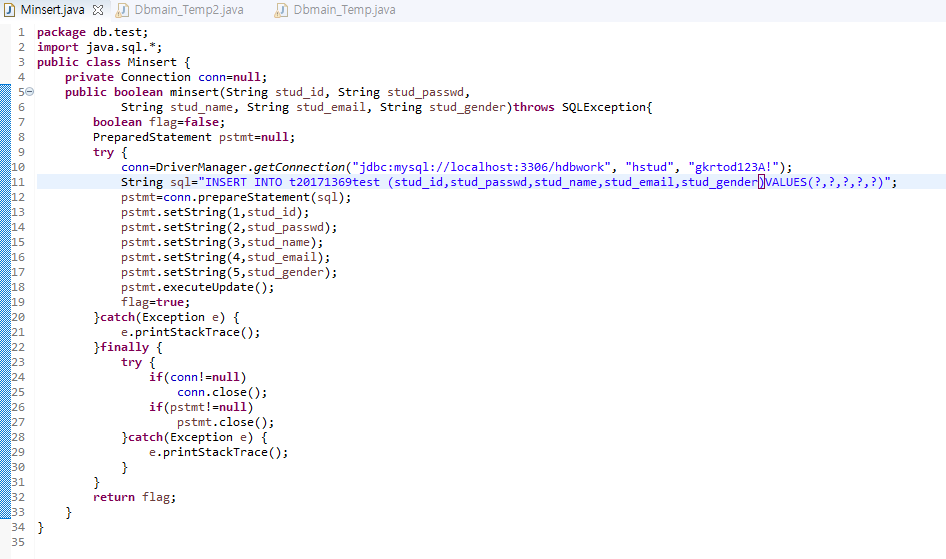 Minsert.java Dbmain_Temp2.java Dbmain_Temp.java
1 package db.test;
2 import java.sql.*;
3 public class Minsert {
4     private Connection conn=null;
5     public boolean minsert(String stud_id, String stud_passwd,
6             String stud_name, String stud_email, String stud_gender)throws SQLException{
7         boolean flag=false;
8         PreparedStatement pstmt=null;
9         try {
10             conn=DriverManager.getConnection("jdbc:mysql://localhost:3306/hdbwork", "hstud", "gkrtod123A!");
11             String sql="INSERT INTO t20171369test (stud_id,stud_passwd,stud_name,stud_email,stud_gender)VALUES(?,?,?,?,?)";
12             pstmt=conn.prepareStatement(sql);
13             pstmt.setString(1,stud_id);
14             pstmt.setString(2,stud_passwd);
15             pstmt.setString(3,stud_name);
16             pstmt.setString(4,stud_email);
17             pstmt.setString(5,stud_gender);
18             pstmt.executeUpdate();
19             flag=true;
20         }catch(Exception e) {
21             e.printStackTrace();
22         }finally {
23             try {
24                 if(conn!=null)
25                     conn.close();
26                 if(pstmt!=null)
27                     pstmt.close();
28             }catch(Exception e) {
29                 e.printStackTrace();
30             }
31         }
32         return flag;
33     }
34 }
35